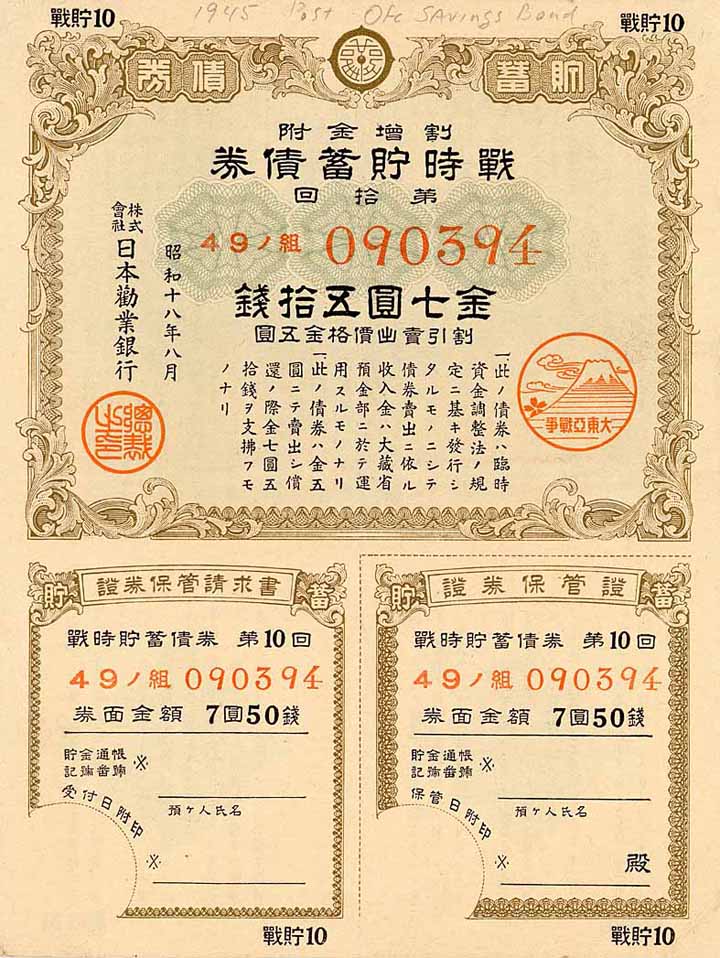 1945 Post Ofc Savings Bond
戰貯10
戰貯10
貯蓄
債券
割增金附
戰時貯蓄債券
第拾回
49ノ組 090394
金七圓五拾錢
割引賣出價格金五圓
大東亞戰爭
一、此ノ債券ハ臨時
資金調整法ノ規
定ニ基キ發行シ
タルモノニシテ
債券賣出ニ依ル
收入金ハ大藏省
預金部ニ於テ運
用スルモノナリ
一、此ノ債券ハ金五
圓ニテ賣出シ償
還ノ際金七圓五
拾錢ヲ支拂フモ
ノナリ
昭和十八年八月
株式會社日本勸業銀行
總裁之印
貯
證券保管請求書
蓄
戰時貯蓄債券 第10回
49ノ組 090394
券面金額 7圓50錢
貯金通帳
記號番號
※
受付日附印
預ケ人氏名
※
戰貯10
貯
證券保管證
蓄
戰時貯蓄債券 第10回
49ノ組 090394
券面金額 7圓50錢
貯金通帳
記號番號
※
保管日附印
預ケ人氏名
※
殿
戰貯10